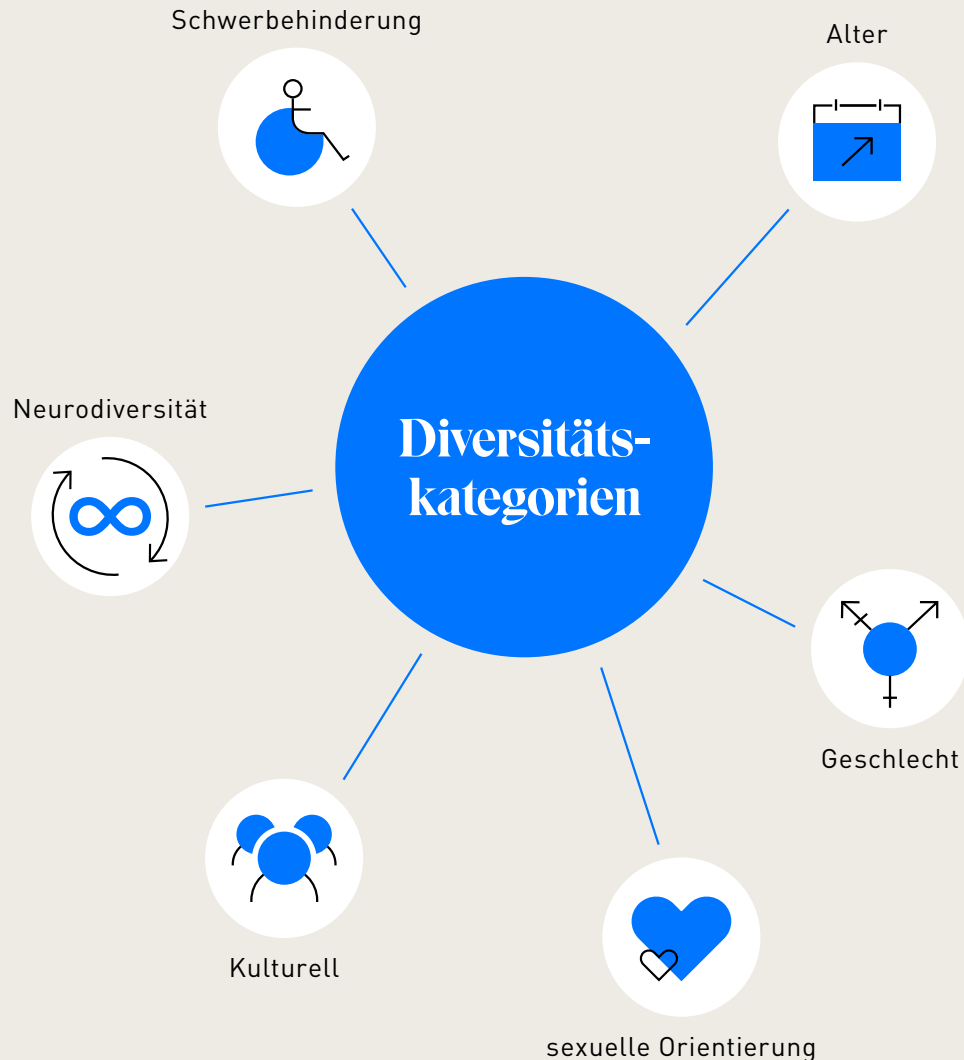 Schwerbehinderung
Alter
Neurodiversität
Diversitäts-
kategorien
Geschlecht
Kulturell
sexuelle Orientierung